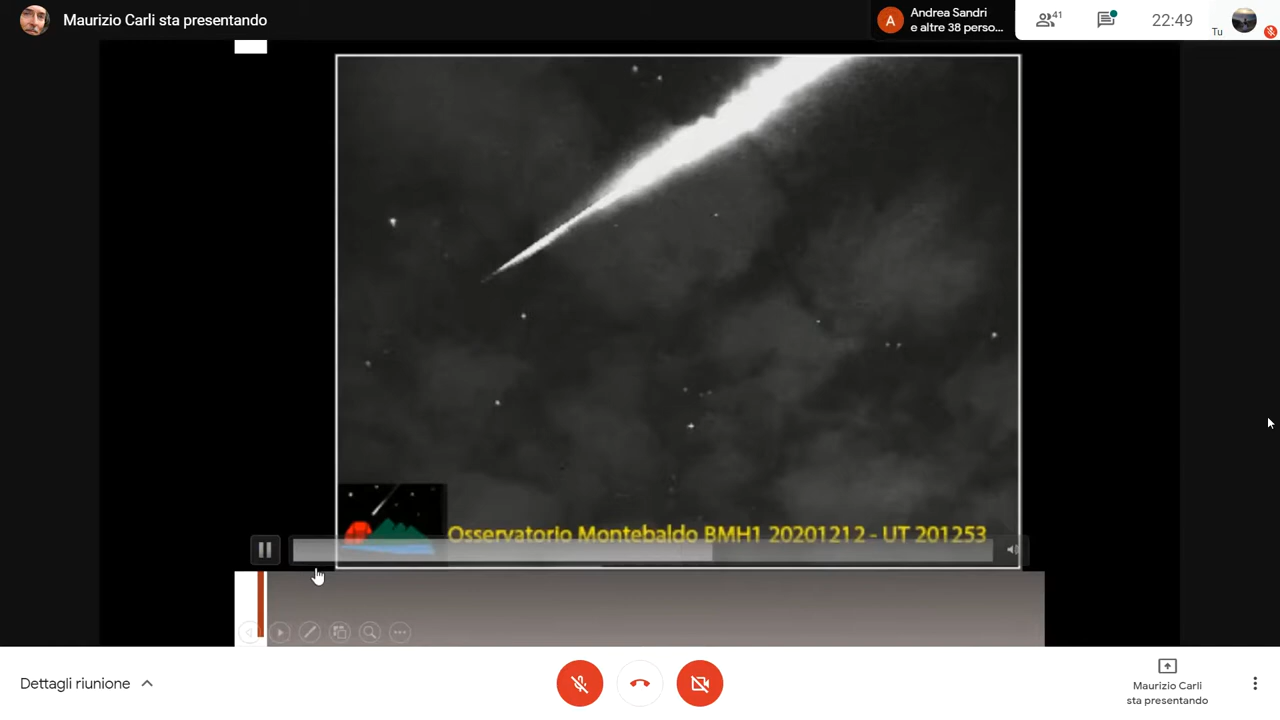 Maurizio Carli sta presentando
A
Andrea Sandri
e altre 38 perso...
41
22:49
Tu
Osservatorio Montebaldo BMH1 20201212 - UT 201253
Dettagli riunione
Maurizio Carli
sta presentando